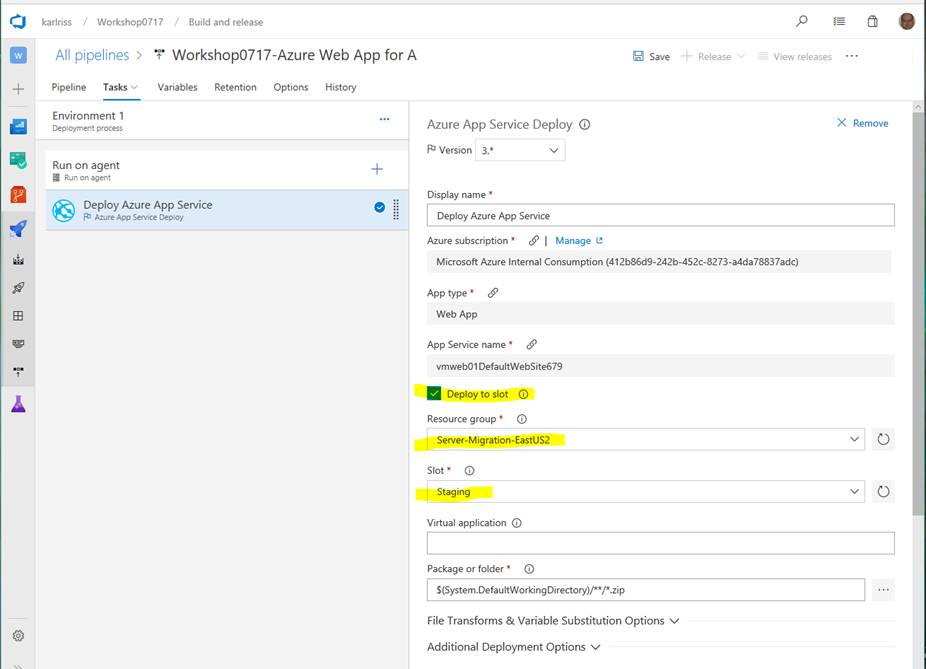 karlriss / Workshop0717 / Build and release
W
All pipelines > Workshop0717-Azure Web App for A
Save
Release
View releases
Pipeline
Tasks
Variables
Retention
Options
History
Environment 1
Deployment process
Run on agent
Run on agent
Deploy Azure App Service
Azure App Service Deploy
Azure App Service Deploy
Remove
Version 3.*
Display name *
Deploy Azure App Service
Azure subscription * | Manage
Microsoft Azure Internal Consumption (412b86d9-242b-452c-8273-a4da78837adc)
App type *
Web App
App Service name *
vmweb01DefaultWebSite679
Deploy to slot
Resource group *
Server-Migration-EastUS2
Slot *
Staging
Virtual application
Package or folder *
$(System.DefaultWorkingDirectory)/**/*.zip
File Transforms & Variable Substitution Options
Additional Deployment Options